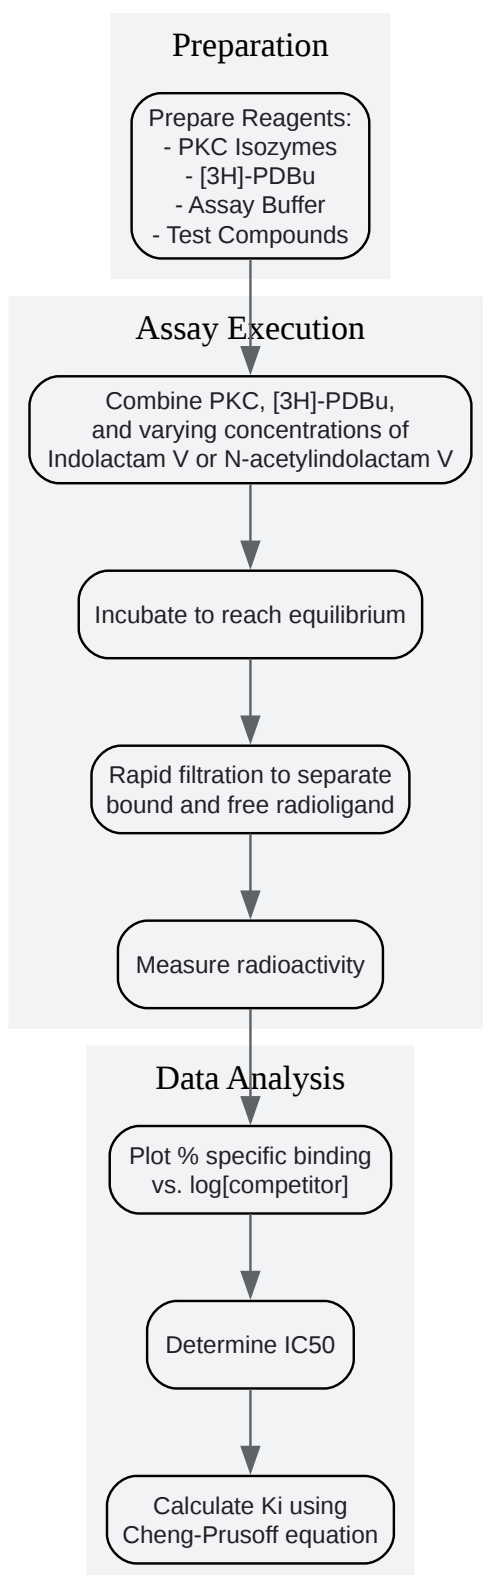 Preparation
Prepare Reagents:
- PKC Isozymes
- [3H]-PDBu
- Assay Buffer
- Test Compounds
Assay Execution
Combine PKC, [3H]-PDBu,
and varying concentrations of
Indolactam V or N-acetylindolactam V
Incubate to reach equilibrium
Rapid filtration to separate
bound and free radioligand
Measure radioactivity
Data Analysis
Plot % specific binding
vs. log[competitor]
Determine IC50
Calculate Ki using
Cheng-Prusoff equation